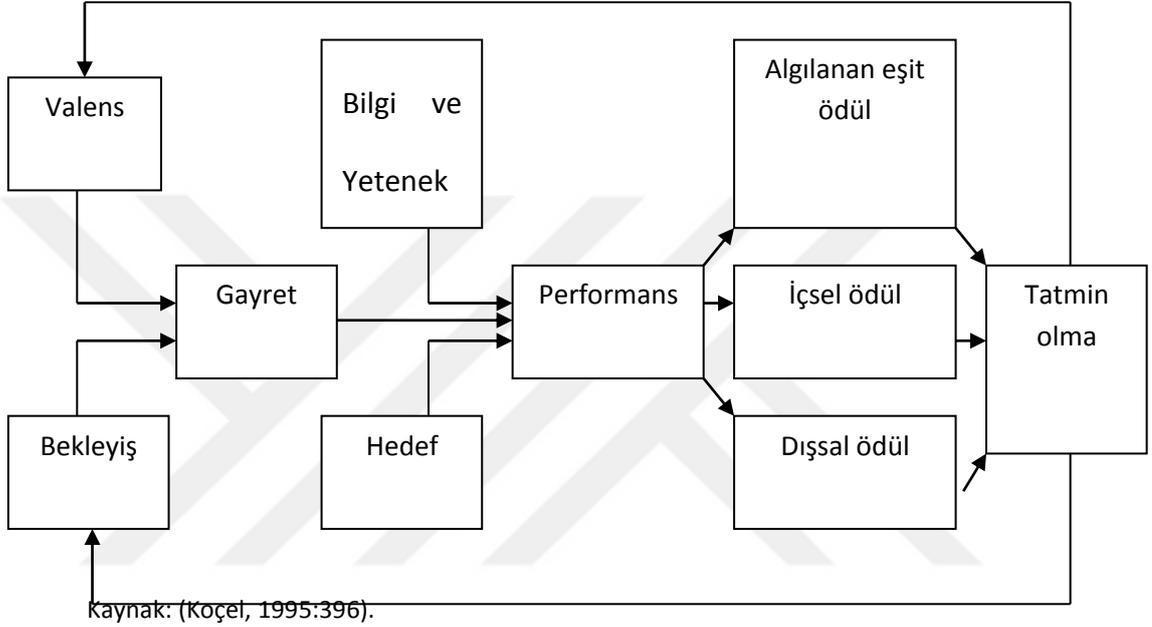 Valens
Bilgi ve
Yetenek
Algılanan eşit
ödül
Gayret
Performans
İçsel ödül
Tatmin
olma
Bekleyiş
Hedef
Dışsal ödül
Kaynak: (Koçel, 1995:396).